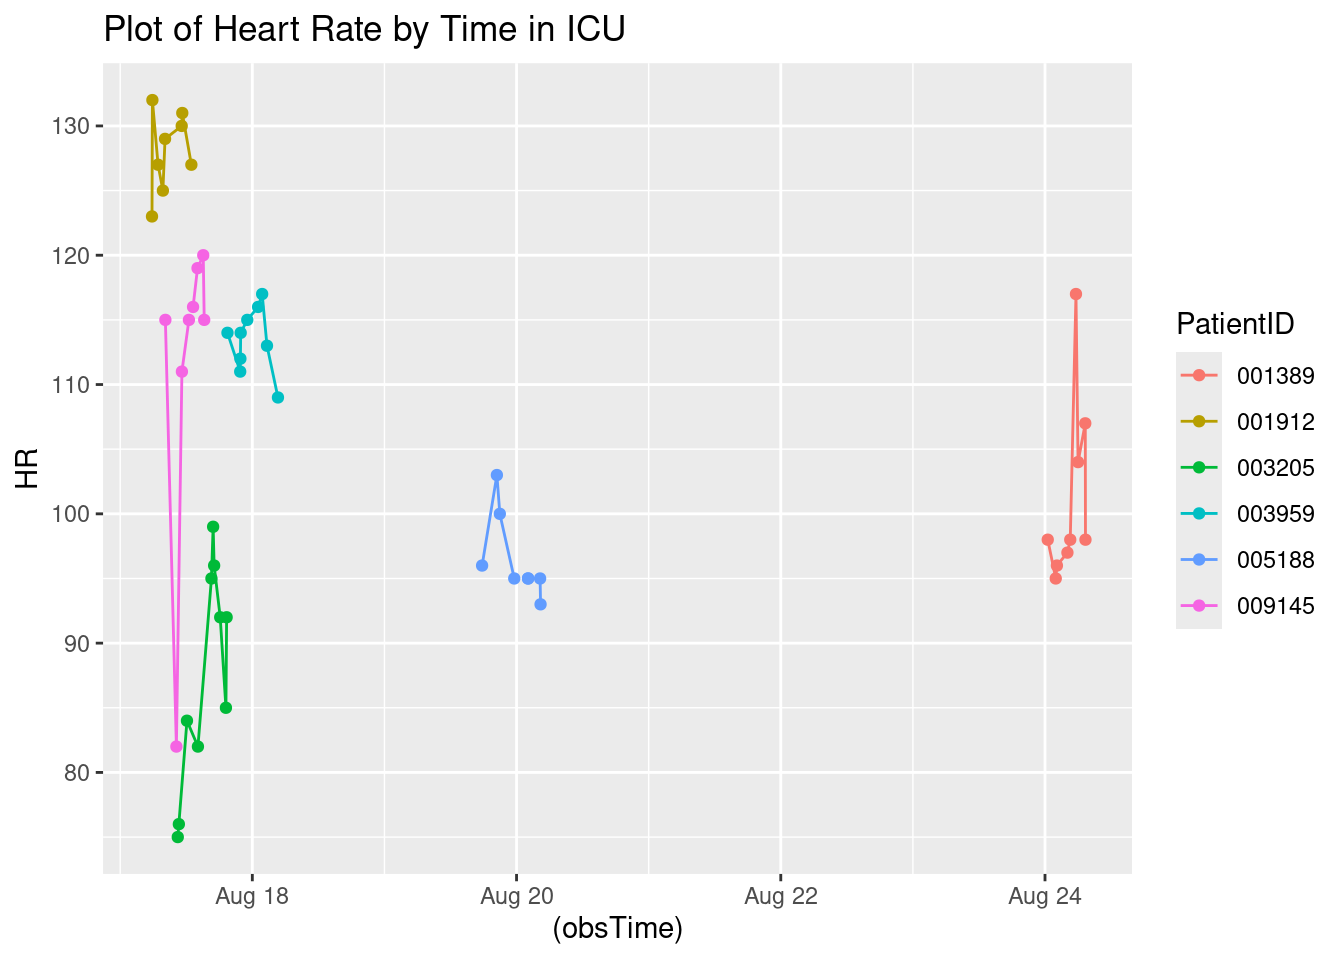 Plot of Heart Rate by Time in ICU
130
120
110
100
90
80
HR
Aug 18
Aug 20
Aug 22
Aug 24
(obsTime)
PatientID
001389
001912
003205
003959
005188
009145